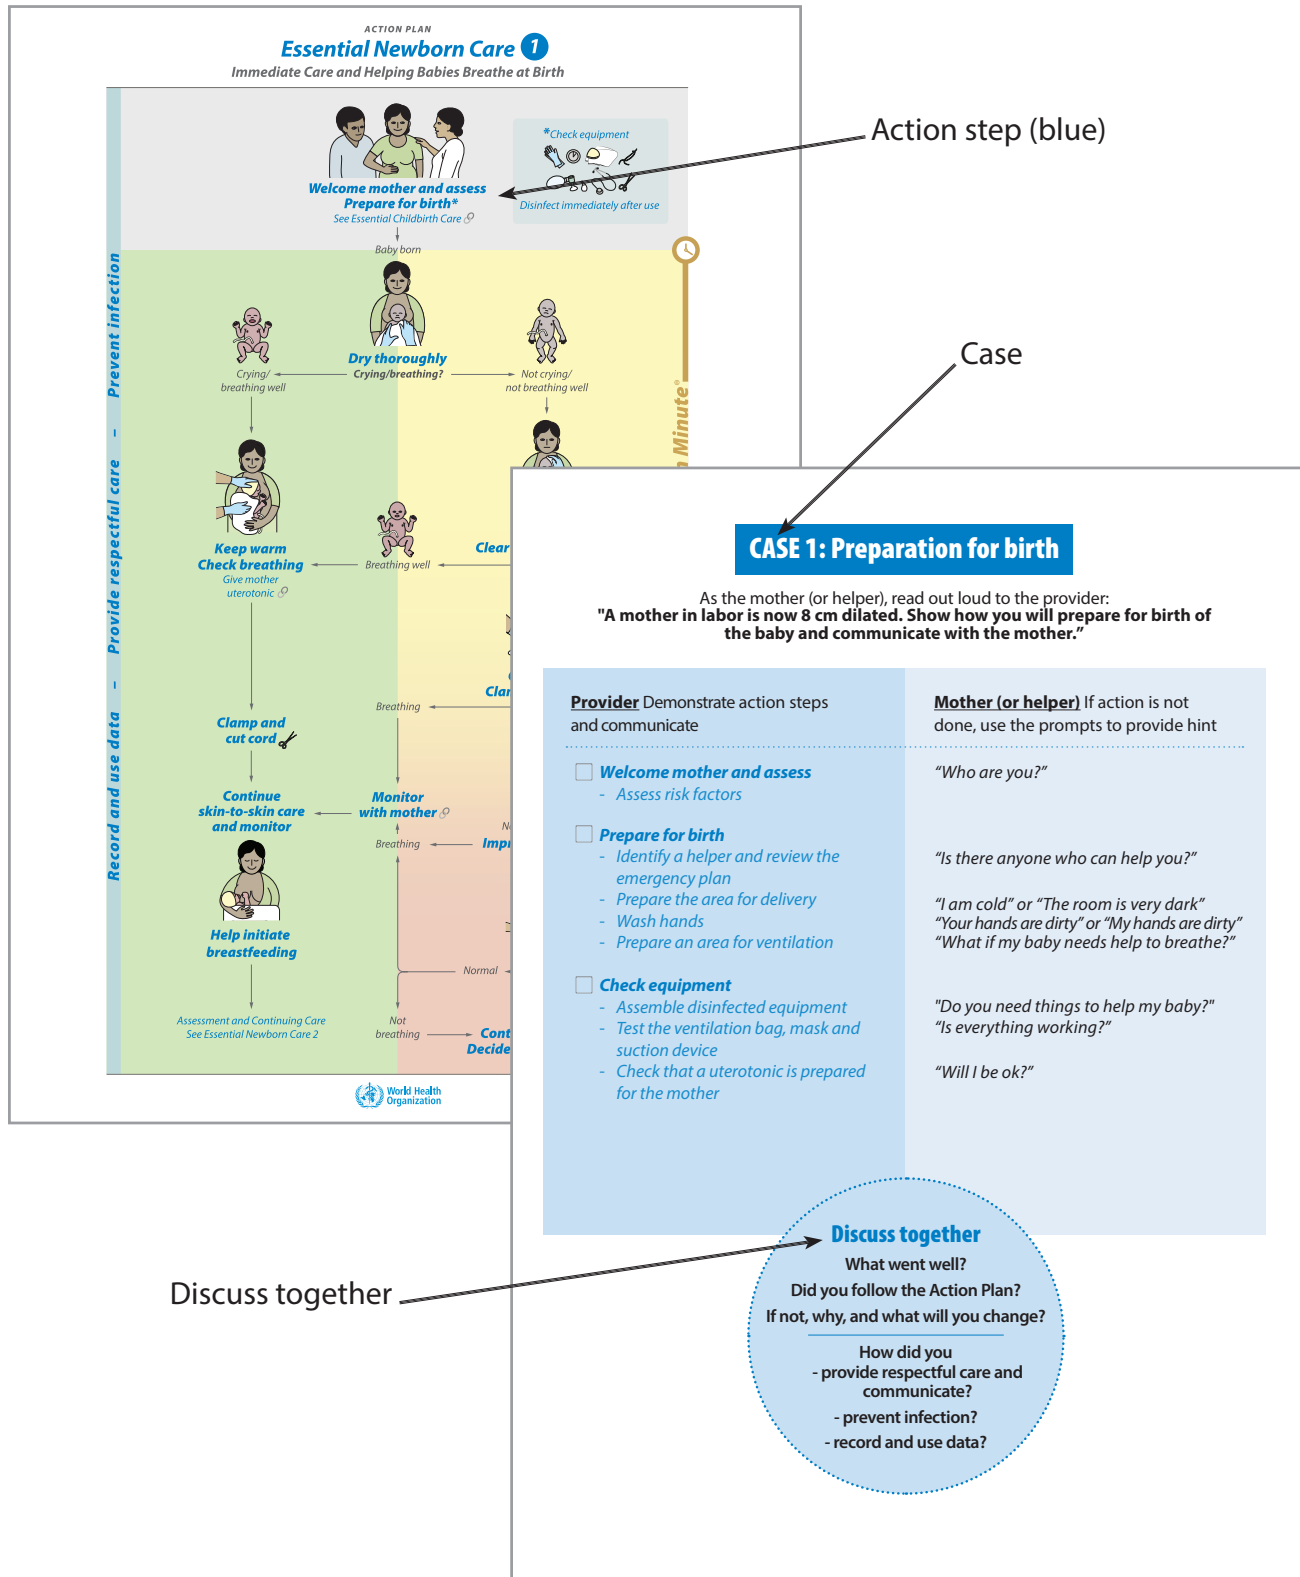 ACTION PLAN
Essential Newborn Care 1
Immediate Care and Helping Babies Breathe at Birth
*Check equipment
Disinfect immediately after use
Welcome mother and assess
Prepare for birth*
See Essential Childbirth Care
Baby born
Dry thoroughly
Crying/breathing?
Crying/
breathing well
Not crying/
not breathing well
Minute®
Keep warm
Check breathing
Give mother
uterotonic
Breathing well
Clear
Breathing
Clamp and
cut cord
Continue
skin-to-skin care
and monitor
Monitor
with mother
Breathing
Help initiate
breastfeeding
Normal
Assessment and Continuing Care
See Essential Newborn Care 2
Not
breathing
Decide
Record and use data – Provide respectful care – Prevent infection
World Health
Organization
Action step (blue)
Case
CASE 1: Preparation for birth
As the mother (or helper), read out loud to the provider:
"A mother in labor is now 8 cm dilated. Show how you will prepare for birth of
the baby and communicate with the mother.”
Provider Demonstrate action steps
and communicate
Mother (or helper) If action is not
done, use the prompts to provide hint
Welcome mother and assess
- Assess risk factors
“Who are you?”
Prepare for birth
- Identify a helper and review the
emergency plan
- Prepare the area for delivery
- Wash hands
- Prepare an area for ventilation
“Is there anyone who can help you?”
“I am cold” or “The room is very dark”
“Your hands are dirty” or “My hands are dirty”
“What if my baby needs help to breathe?”
Check equipment
- Assemble disinfected equipment
- Test the ventilation bag, mask and
suction device
- Check that a uterotonic is prepared
for the mother
"Do you need things to help my baby?"
“Is everything working?”
“Will I be ok?”
Discuss together
Discuss together
What went well?
Did you follow the Action Plan?
If not, why, and what will you change?
How did you
- provide respectful care and
communicate?
- prevent infection?
- record and use data?